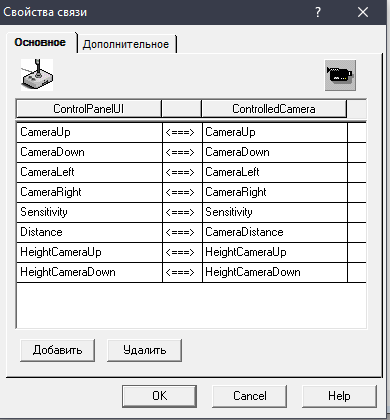 Свойства связи ? ×
Основное Дополнительное
ControlPanelUI ControlledCamera
CameraUp <===> CameraUp
CameraDown <===> CameraDown
CameraLeft <===> CameraLeft
CameraRight <===> CameraRight
Sensitivity <===> Sensitivity
Distance <===> CameraDistance
HeightCameraUp <===> HeightCameraUp
HeightCameraDown <===> HeightCameraDown
Добавить Удалить
OK Cancel Help